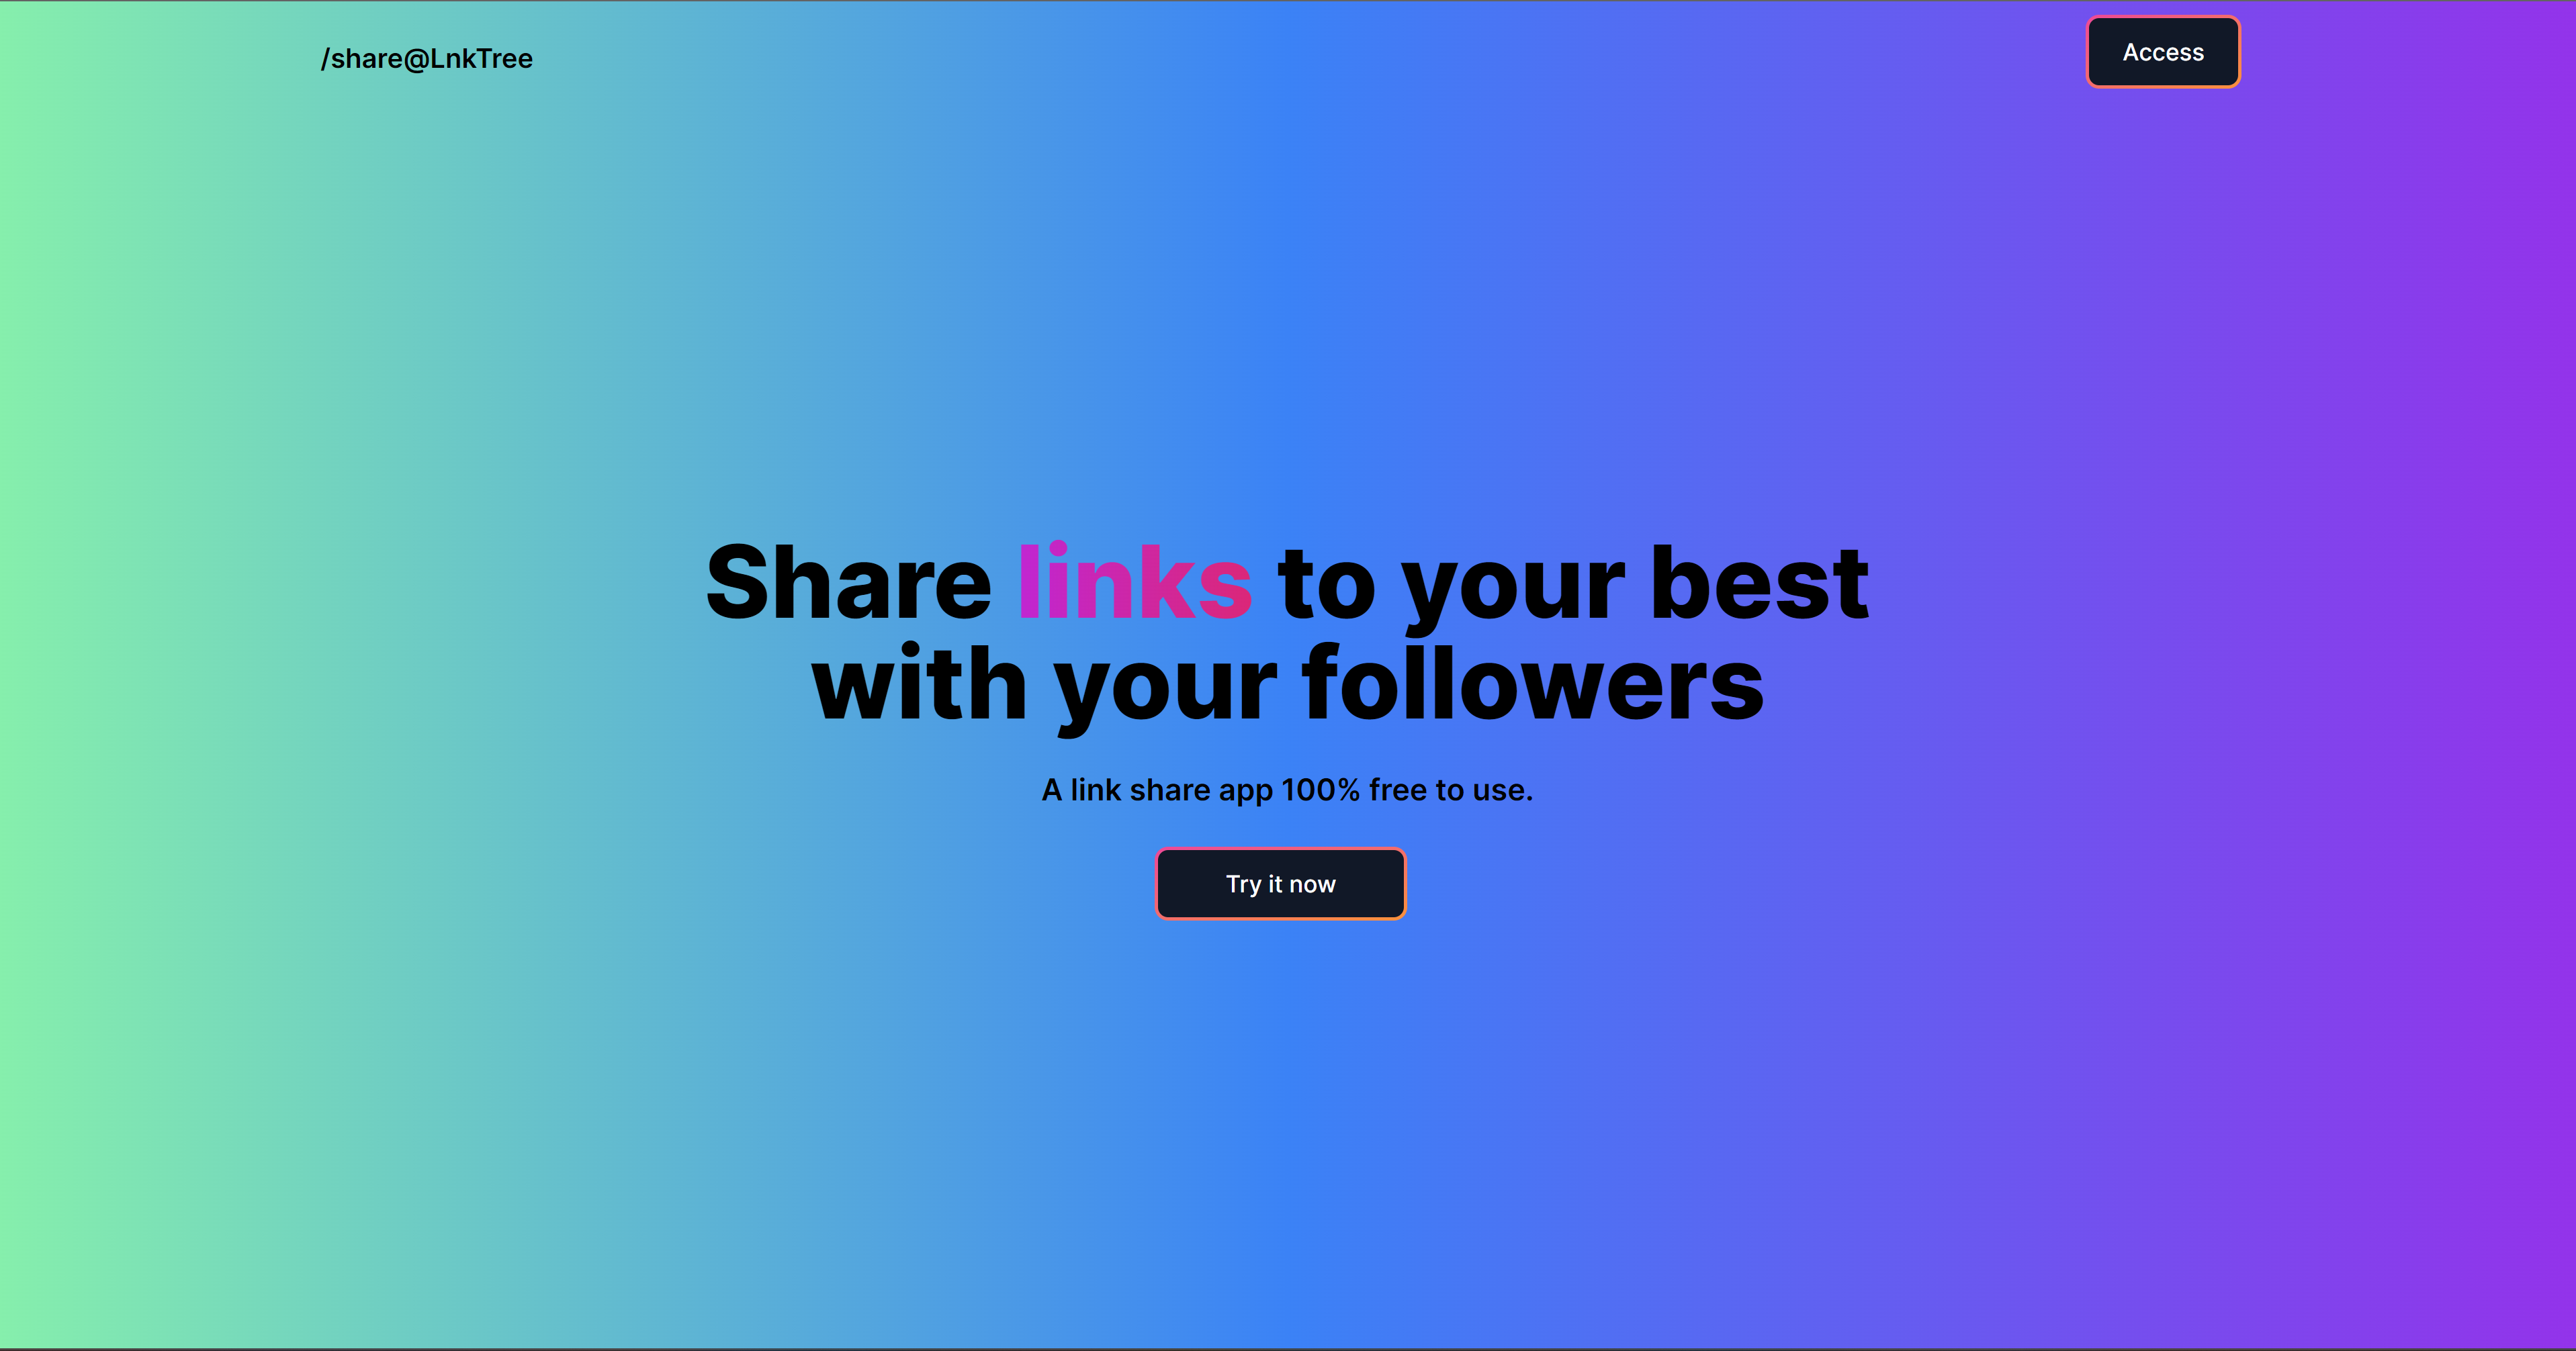 /share@LnkTree
Access
Share links to your best
with your followers
A link share app 100% free to use.
Try it now